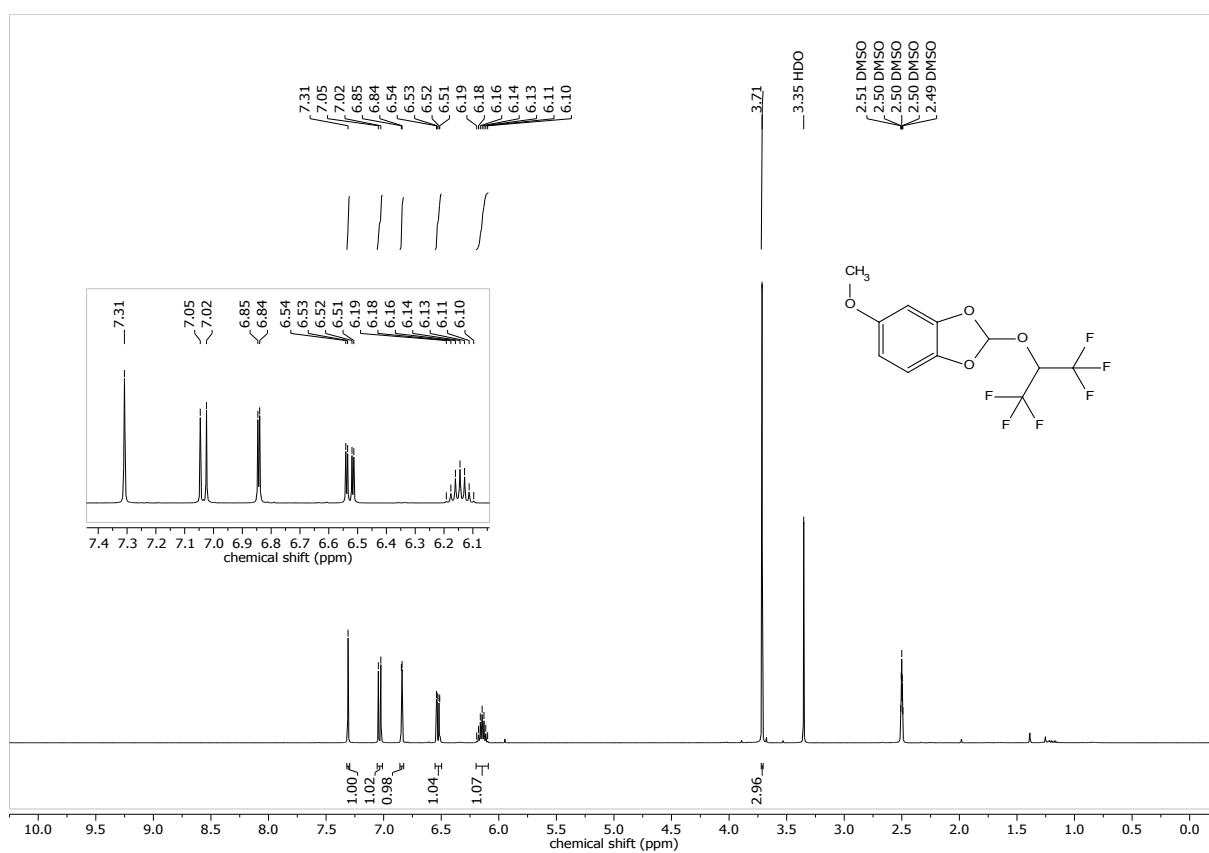 7.31
7.05
7.02
6.85
6.84
6.54
6.53
6.52
6.51
6.19
6.18
6.16
6.14
6.13
6.11
6.10
3.71
3.35 HDO
2.51 DMSO
2.50 DMSO
2.50 DMSO
2.50 DMSO
2.49 DMSO
7.31
7.05
7.02
6.85
6.84
6.54
6.53
6.52
6.51
6.19
6.18
6.16
6.14
6.13
6.11
6.10
7.4 7.3 7.2 7.1 7.0 6.9 6.8 6.7 6.6 6.5 6.4 6.3 6.2 6.1
chemical shift (ppm)
CH3
O
O
O
O
F
F
F
F
F
F
1.00
1.02
0.98
1.04
1.07
2.96
10.0 9.5 9.0 8.5 8.0 7.5 7.0 6.5 6.0 5.5 5.0 4.5 4.0 3.5 3.0 2.5 2.0 1.5 1.0 0.5 0.0
chemical shift (ppm)